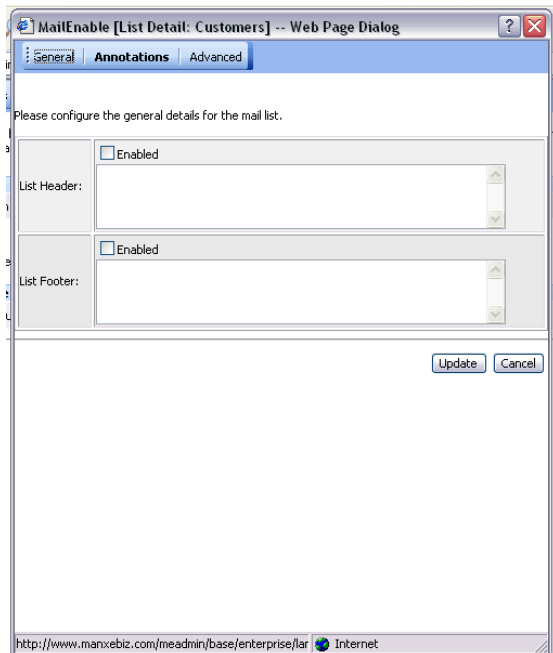 MailEnable [List Detail: Customers] -- Web Page Dialog
General Annotations Advanced
Please configure the general details for the mail list.
Enabled
List Header:
Enabled
List Footer:
Update Cancel
http://www.manxebiz.com/meadmin/base/enterprise/lar Internet